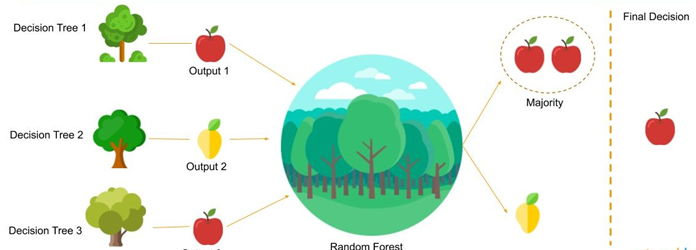 Decision Tree 1
Output 1
Decision Tree 2
Output 2
Decision Tree 3
Random Forest
Majority
Final Decision